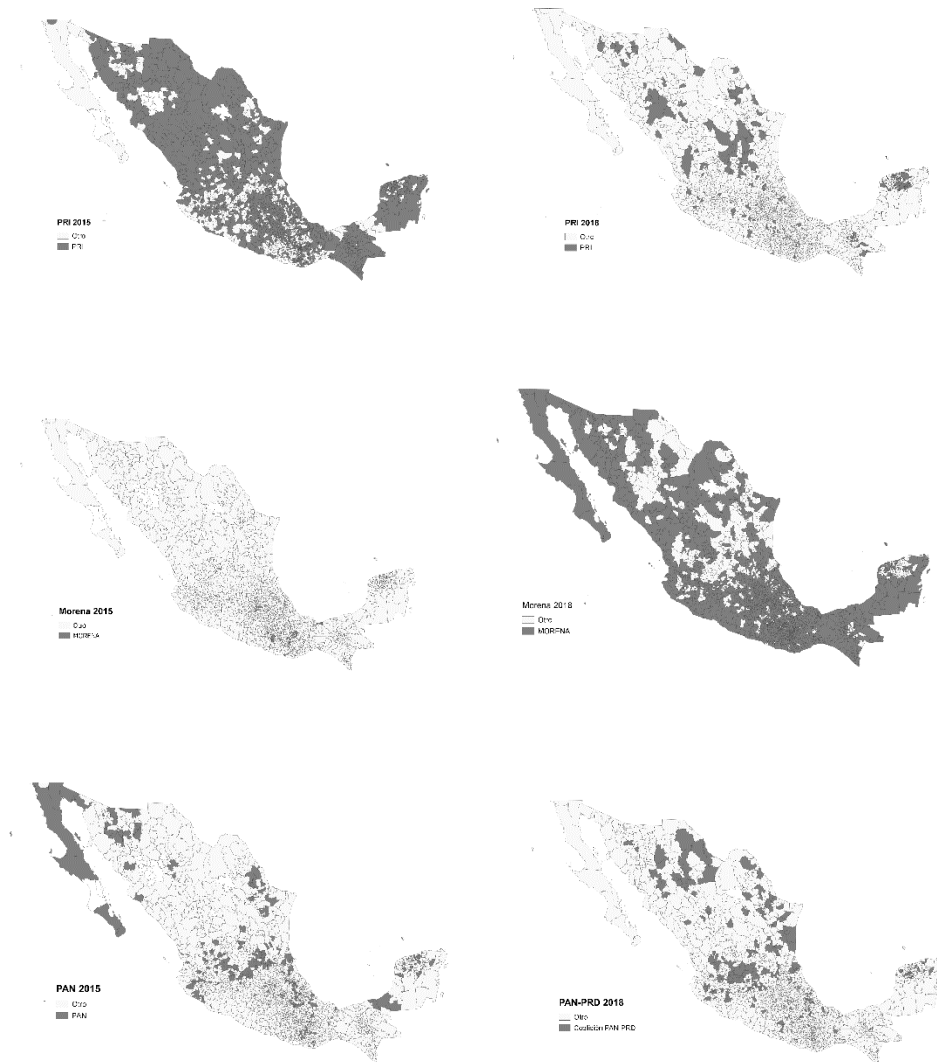 PRI 2015
Otro
PRI
PRI 2018
Otro
PRI
Morena 2015
Otro
MORENA
Morena 2018
Otro
MORENA
PAN 2015
Otro
PAN
PAN-PRD 2018
Otro
Coalición PAN-PRD